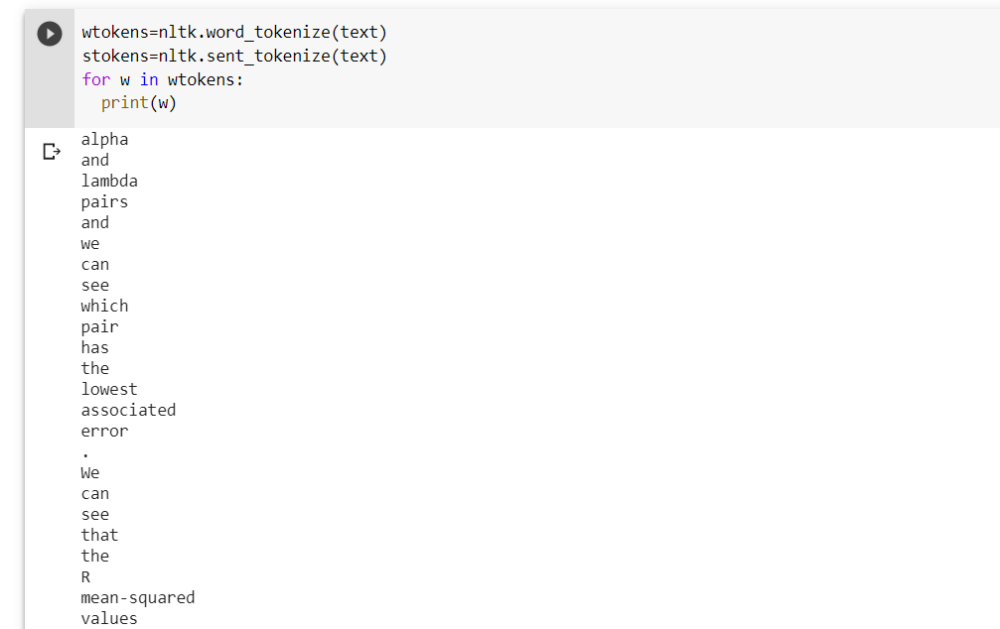 wtokens=nltk.word_tokenize(text)
stokens=nltk.sent_tokenize(text)
for w in wtokens:
  print(w)
alpha
and
lambda
pairs
and
we
can
see
which
pair
has
the
lowest
associated
error
.
We
can
see
that
the
R
mean-squared
values